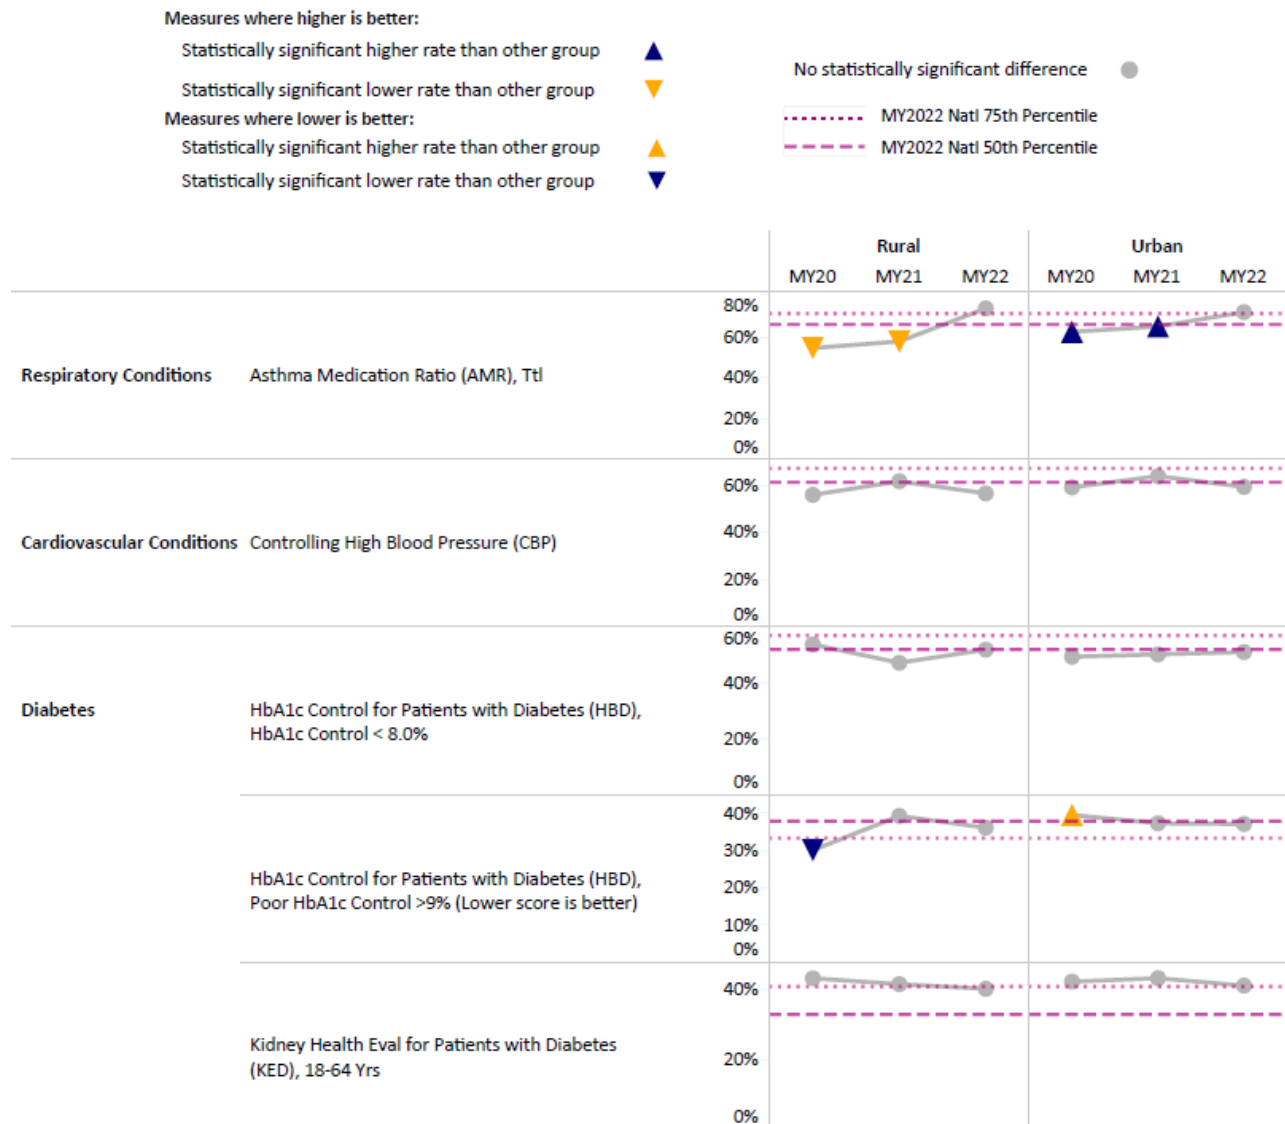 Measures where higher is better:
Statistically significant higher rate than other group
Statistically significant lower rate than other group
Measures where lower is better:
Statistically significant higher rate than other group
Statistically significant lower rate than other group
No statistically significant difference
MY2022 Natl 75th Percentile
MY2022 Natl 50th Percentile
Rural Urban
MY20 MY21 MY22 MY20 MY21 MY22
Respiratory Conditions Asthma Medication Ratio (AMR), Ttl
80%
60%
40%
20%
0%
Cardiovascular Conditions Controlling High Blood Pressure (CBP)
60%
40%
20%
0%
Diabetes HbA1c Control for Patients with Diabetes (HBD),
HbA1c Control < 8.0%
60%
40%
20%
0%
HbA1c Control for Patients with Diabetes (HBD),
Poor HbA1c Control >9% (Lower score is better)
40%
30%
20%
10%
0%
Kidney Health Eval for Patients with Diabetes
(KED), 18-64 Yrs
40%
20%
0%